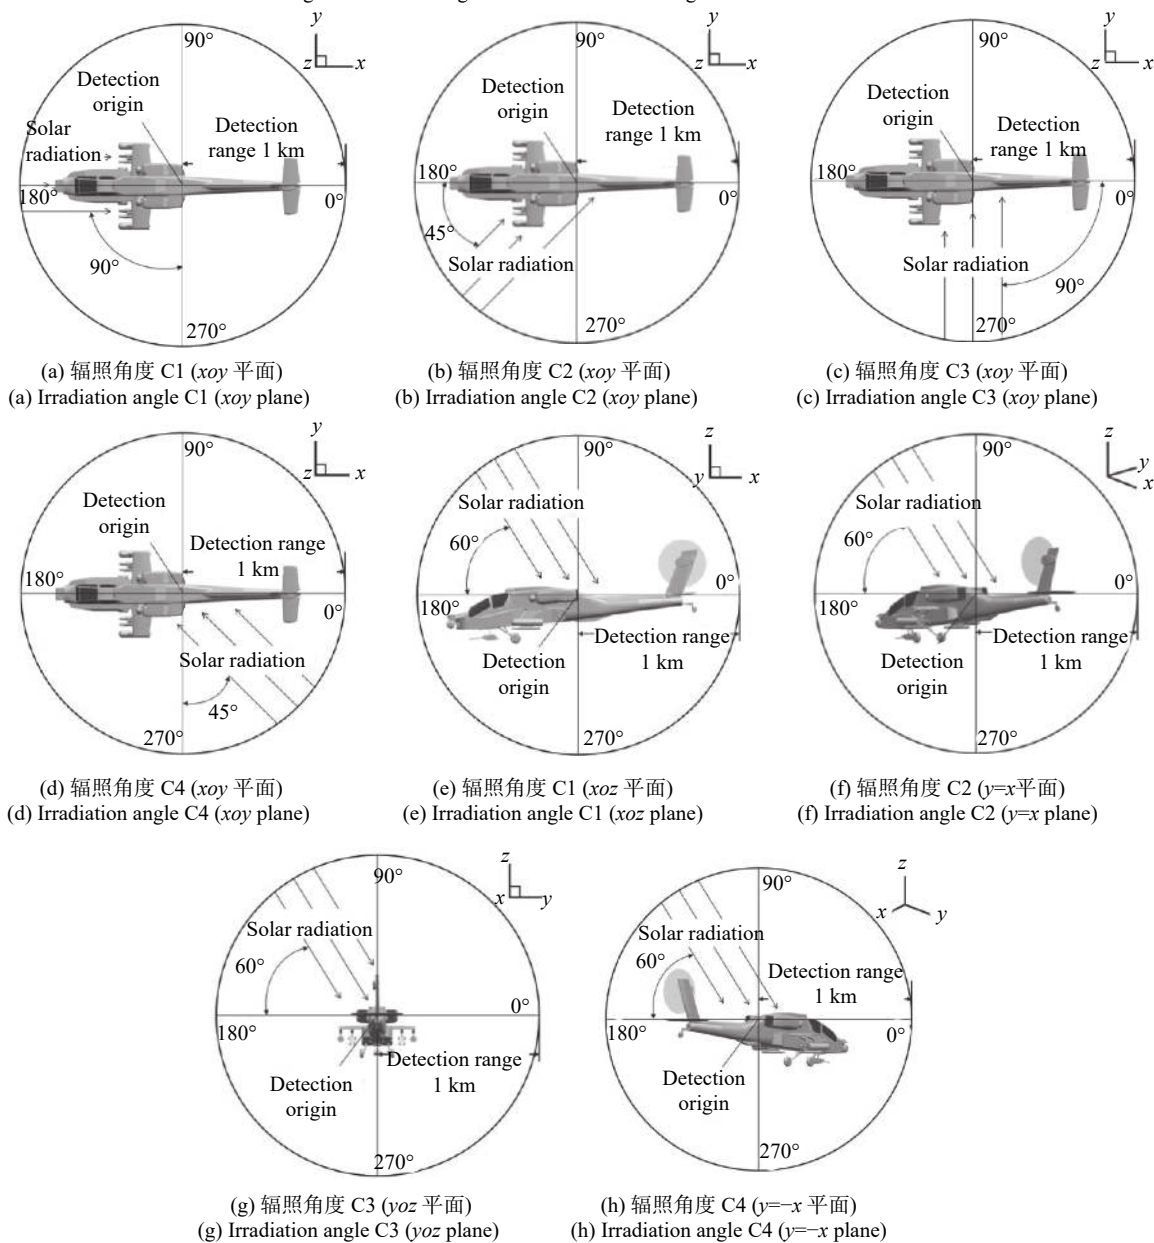 y
90°
z
x
Detection
origin
Solar
radiation
Detection
range 1 km
180°
0°
90°
270°
(a) 辐照角度 C1 (xoy 平面)
(a) Irradiation angle C1 (xoy plane)
y
90°
z
x
Detection
origin
Detection
range 1 km
180°
0°
45°
Solar radiation
270°
(b) 辐照角度 C2 (xoy 平面)
(b) Irradiation angle C2 (xoy plane)
y
90°
z
x
Detection
origin
Detection
range 1 km
180°
0°
Solar radiation
90°
270°
(c) 辐照角度 C3 (xoy 平面)
(c) Irradiation angle C3 (xoy plane)
y
90°
z
x
Detection
origin
Detection range
1 km
180°
0°
Solar radiation
45°
270°
(d) 辐照角度 C4 (xoy 平面)
(d) Irradiation angle C4 (xoy plane)
z
90°
y
x
Solar radiation
60°
0°
180°
Detection range
1 km
Detection
origin
270°
(e) 辐照角度 C1 (xoz 平面)
e) Irradiation angle C1 (xoz plane)
z
90°
y
x
Solar radiation
60°
0°
180°
Detection range
1 km
Detection
origin
270°
(f) 辐照角度 C2 (y=x平面)
(f) Irradiation angle C2 (y=x plane)
z
90°
x
y
Solar radiation
60°
0°
180°
Detection range
1 km
Detection
origin
270°
(g) 辐照角度 C3 (yoz 平面)
(g) Irradiation angle C3 (yoz plane)
z
90°
x
y
Solar radiation
60°
Detection range
1 km
180°
0°
Detection
origin
270°
(h) 辐照角度 C4 (y=−x 平面)
(h) Irradiation angle C4 (y=−x plane)